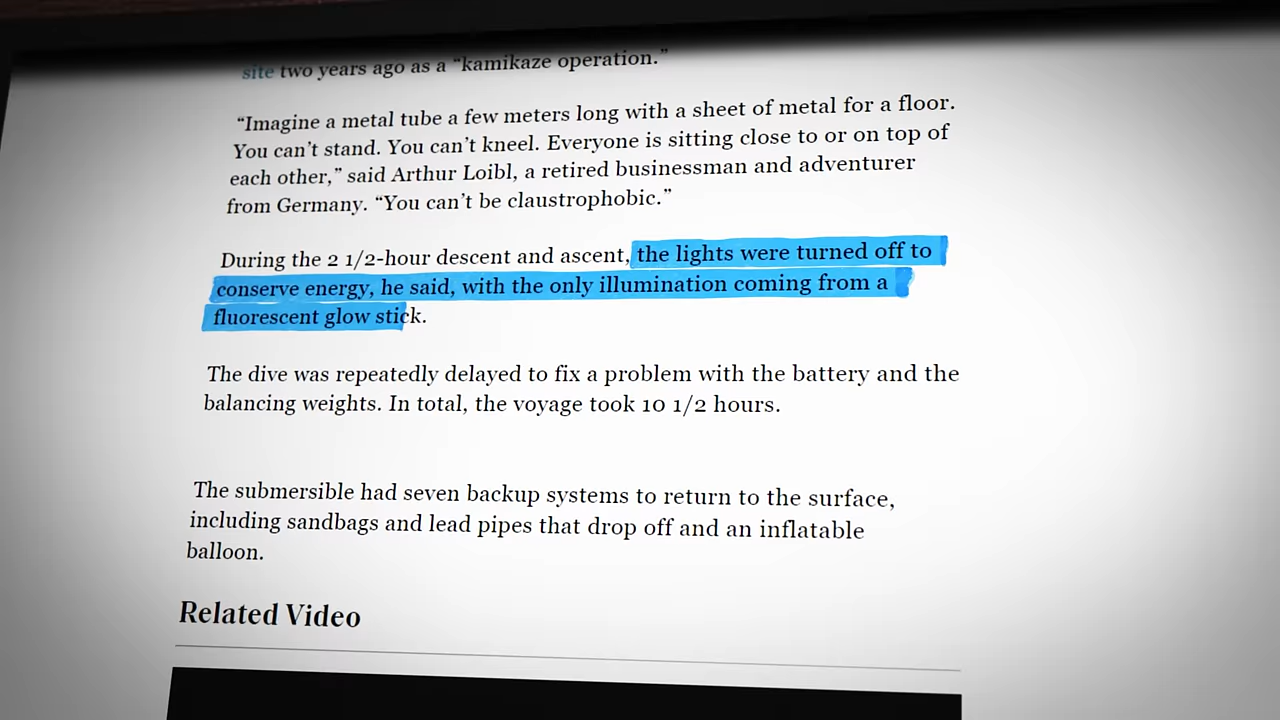 site two years ago as a “kamikaze operation.”
“Imagine a metal tube a few meters long with a sheet of metal for a floor.
You can’t stand. You can’t kneel. Everyone is sitting close to or on top of
each other,” said Arthur Loibl, a retired businessman and adventurer
from Germany. “You can’t be claustrophobic.”
During the 2 1/2-hour descent and ascent, the lights were turned off to
conserve energy, he said, with the only illumination coming from a
fluorescent glow stick.
The dive was repeatedly delayed to fix a problem with the battery and the
balancing weights. In total, the voyage took 10 1/2 hours.
The submersible had seven backup systems to return to the surface,
including sandbags and lead pipes that drop off and an inflatable
balloon.
Related Video